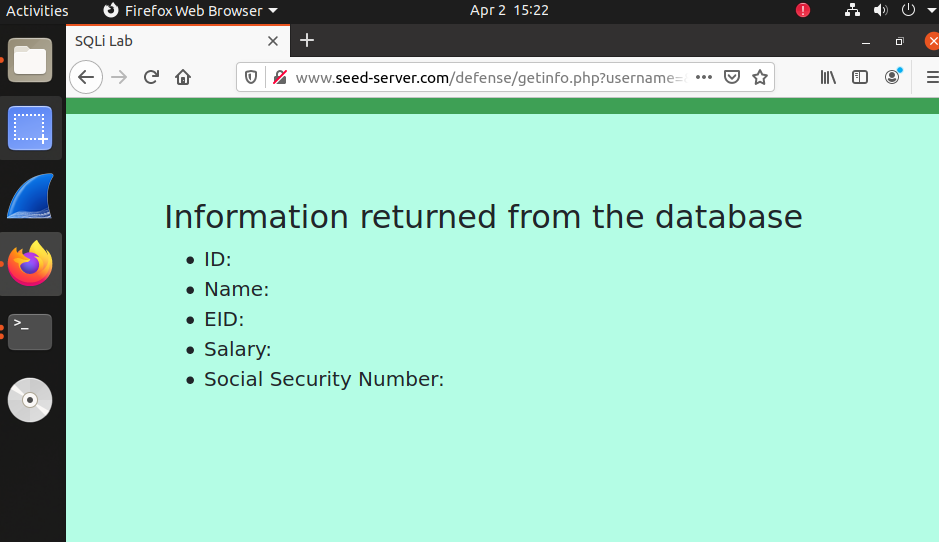 Activities Firefox Web Browser Apr 2 15:22
SQLi Lab
www.seed-server.com/defense/getinfo.php?username=
Information returned from the database
• ID:
• Name:
• EID:
• Salary:
• Social Security Number: